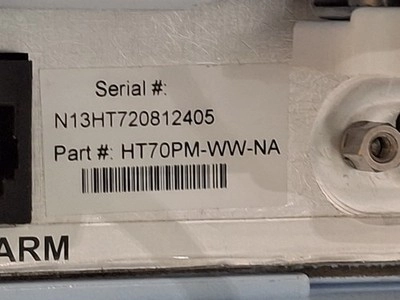 Serial #:
N13HT720812405
Part #: HT70PM-WW-NA
ARM